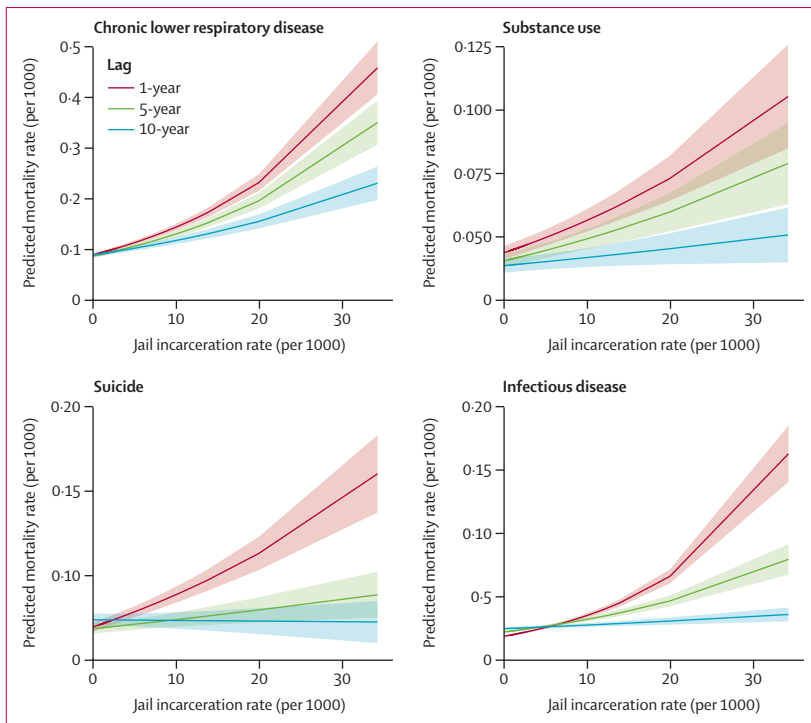 Chronic lower respiratory disease
Predicted mortality rate (per 1000)
0·5
0·4
0·3
0·2
0·1
0
Lag
1-year
5-year
10-year
0 10 20 30
Jail incarceration rate (per 1000)
Substance use
Predicted mortality rate (per 1000)
0·125
0·100
0·075
0·050
0
0 10 20 30
Jail incarceration rate (per 1000)
Suicide
Predicted mortality rate (per 1000)
0·20
0·15
0·10
0
0 10 20 30
Jail incarceration rate (per 1000)
Infectious disease
Predicted mortality rate (per 1000)
0·20
0·15
0·10
0·5
0
0 10 20 30
Jail incarceration rate (per 1000)